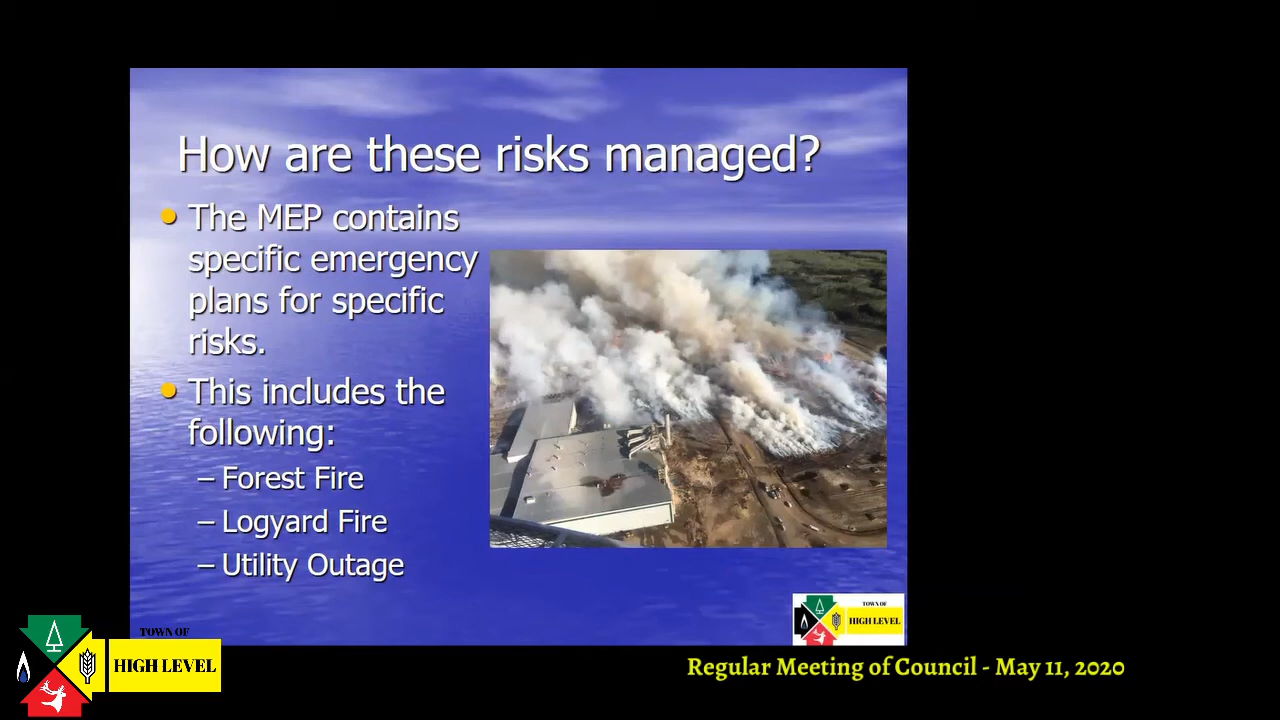 How are these risks managed?
• The MEP contains
specific emergency
plans for specific
risks.
• This includes the
following:
– Forest Fire
– Logyard Fire
– Utility Outage
TOWN OF
HIGH LEVEL
TOWN OF
HIGH LEVEL
Regular Meeting of Council - May 11, 2020